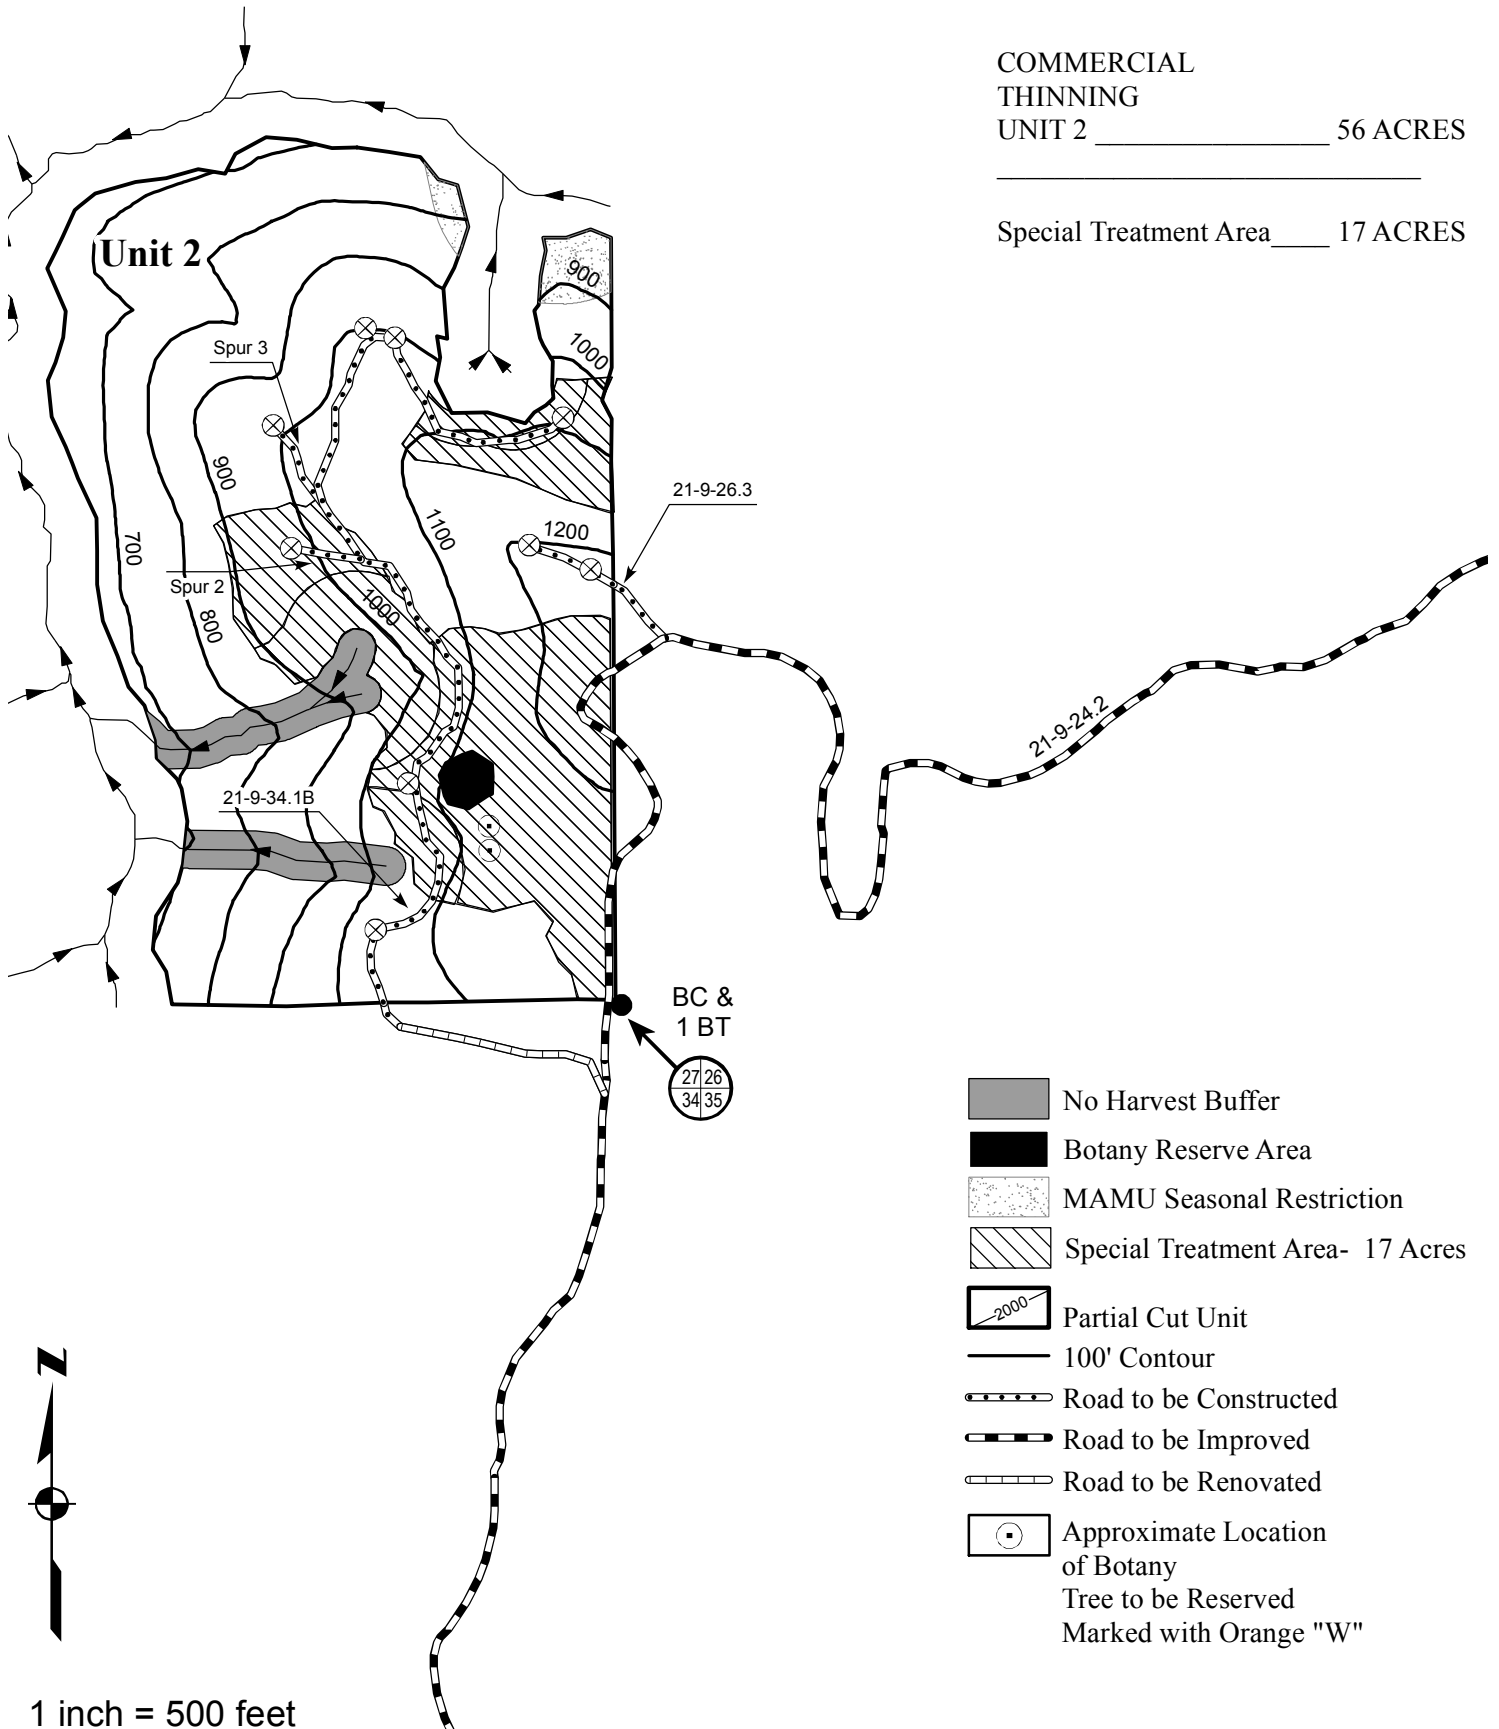 COMMERCIAL
THINNING
UNIT 2 ________________ 56 ACRES
_____________________________
Special Treatment Area____ 17 ACRES
Unit 2
900
1000
Spur 3
900
1100
1200
21-9-26.3
700
Spur 2
800
1000
21-9-24.2
21-9-34.1B
BC &
1 BT
27 26
34 35
No Harvest Buffer
Botany Reserve Area
MAMU Seasonal Restriction
Special Treatment Area- 17 Acres
2000
Partial Cut Unit
100' Contour
Road to be Constructed
Road to be Improved
Road to be Renovated
Approximate Location
of Botany
Tree to be Reserved
Marked with Orange "W"
N
1 inch = 500 feet